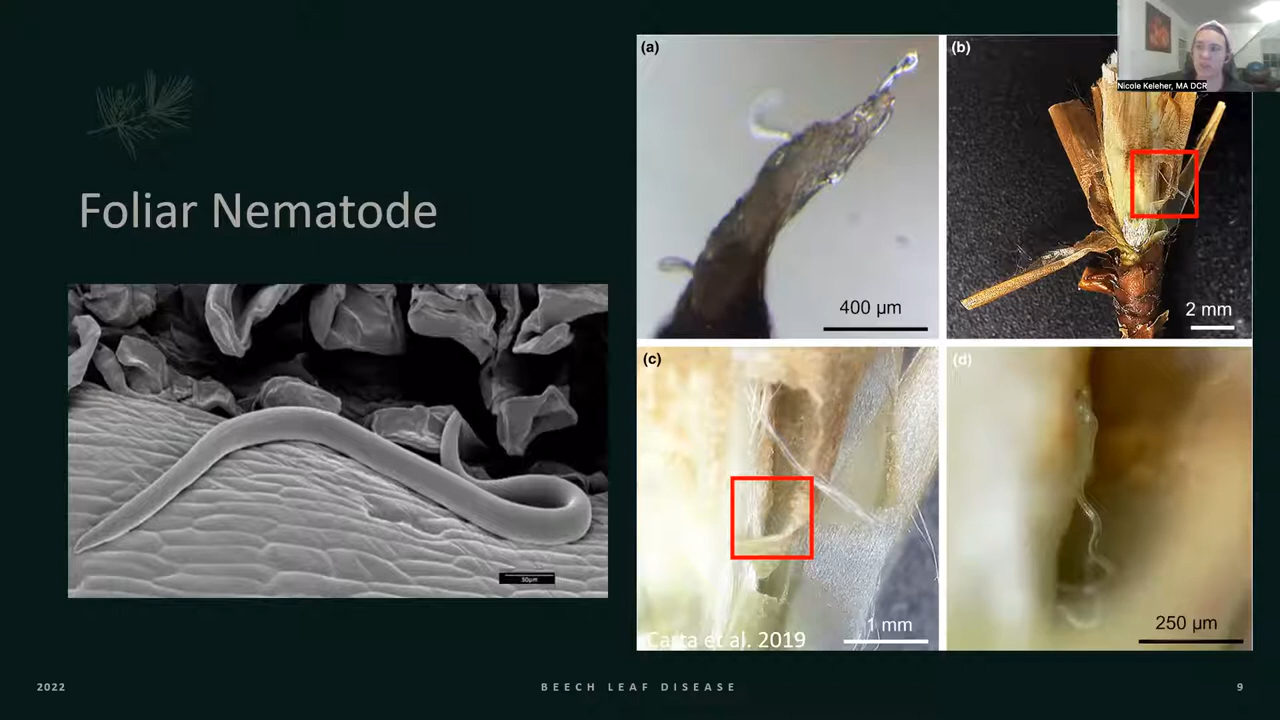 Foliar Nematode
50µm
(a)
400 µm
(b)
2 mm
Nicole Keleher, MA DCR
(c)
1 mm
Carta et al. 2019
(d)
250 µm
2022
BEECH LEAF DISEASE
9